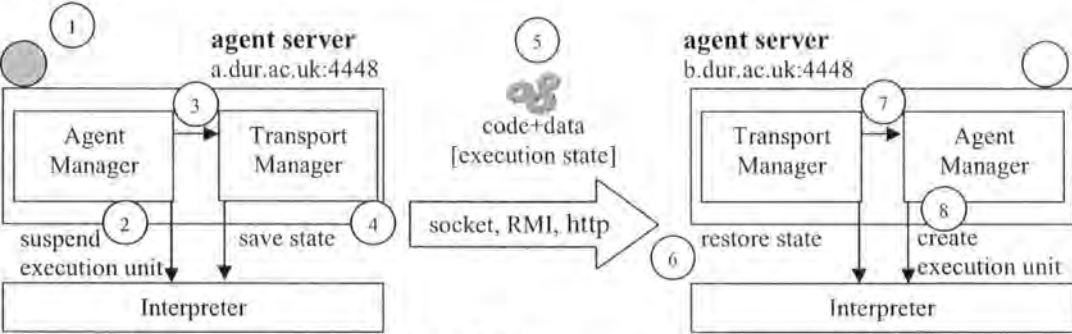 1
agent server
a.dur.ac.uk:4448
3
Agent
Manager
Transport
Manager
2
4
suspend
execution unit
save state
Interpreter
5
code+data
[execution state]
socket, RMI, http
6
agent server
b.dur.ac.uk:4448
7
Transport
Manager
Agent
Manager
8
restore state
create
execution unit
Interpreter